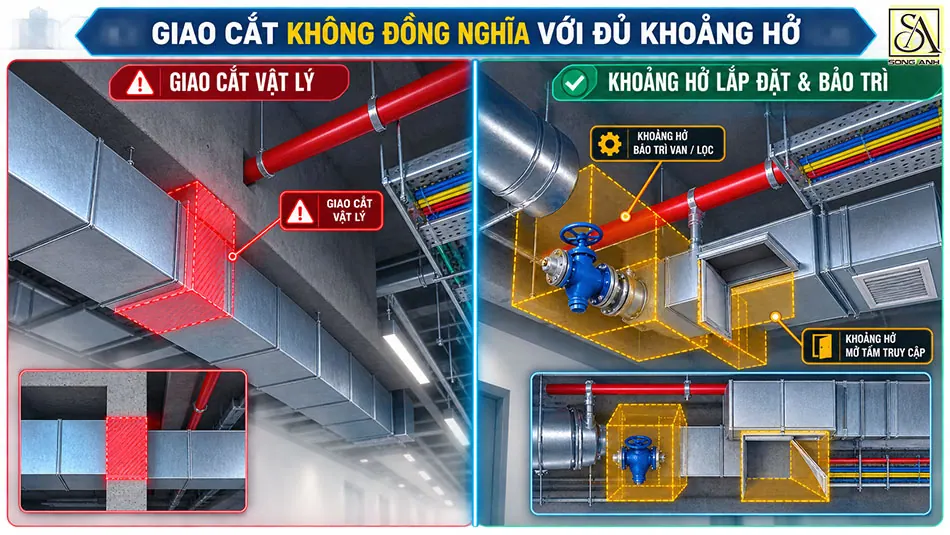 GIAO CẮT KHÔNG ĐỒNG NGHĨA VỚI ĐỦ KHOẢNG HỞ
SA
SONG ANH
GIAO CẮT VẬT LÝ
KHOẢNG HỞ LẮP ĐẶT & BẢO TRÌ
GIAO CẮT
VẬT LÝ
KHOẢNG HỞ
BẢO TRÌ VAN / LỌC
KHOẢNG HỞ
MỞ TẤM TRUY CẬP